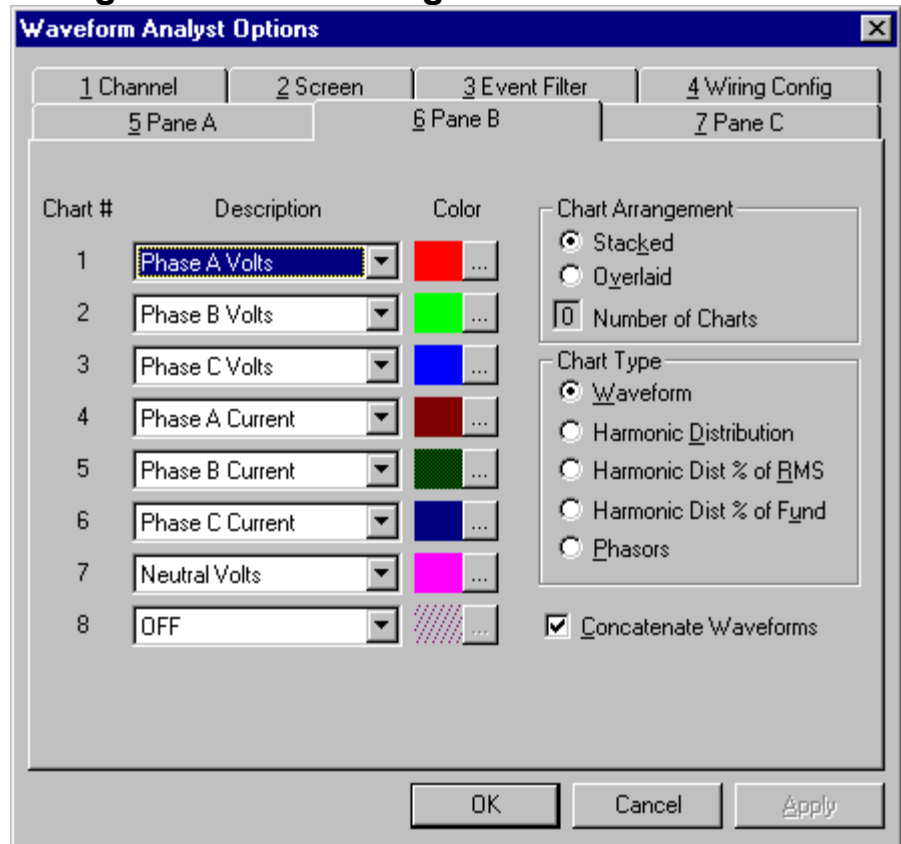 Waveform Analyst Options
1 Channel 2 Screen 3 Event Filter 4 Wiring Config
5 Pane A 6 Pane B 7 Pane C
Chart # Description Color
1 Phase A Volts ...
2 Phase B Volts ...
3 Phase C Volts ...
4 Phase A Current ...
5 Phase B Current ...
6 Phase C Current ...
7 Neutral Volts ...
8 OFF ...
Chart Arrangement
Stacked
Overlaid
0 Number of Charts
Chart Type
Waveform
Harmonic Distribution
Harmonic Dist % of RMS
Harmonic Dist % of Fund
Phasors
Concatenate Waveforms
OK Cancel Apply